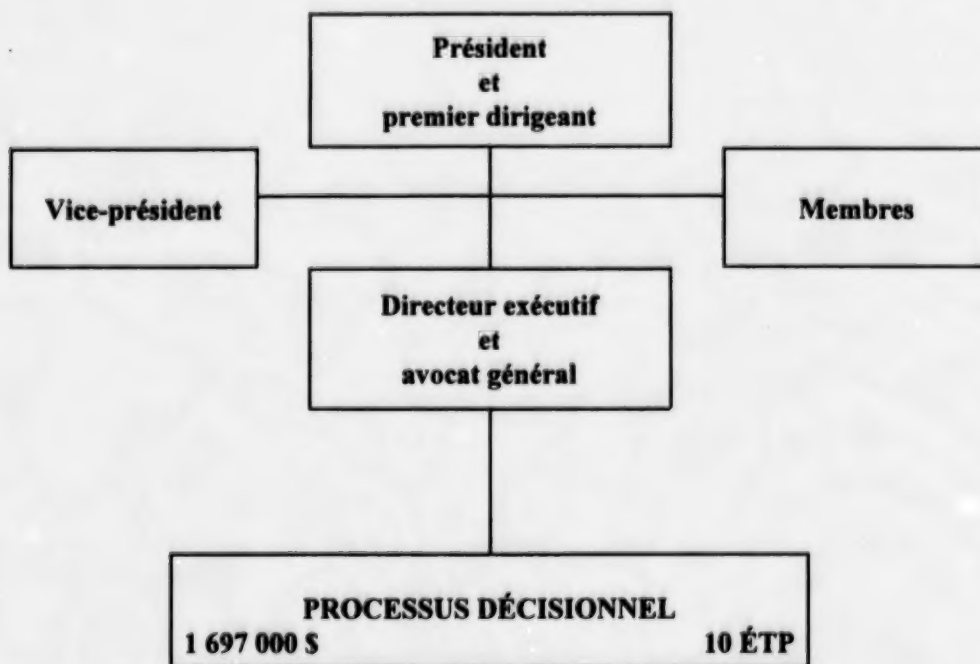 Président
et
premier dirigeant
Vice-président
Membres
Directeur exécutif
et
avocat général
PROCESSUS DÉCISIONNEL
1 697 000 $ 10 ÉTP